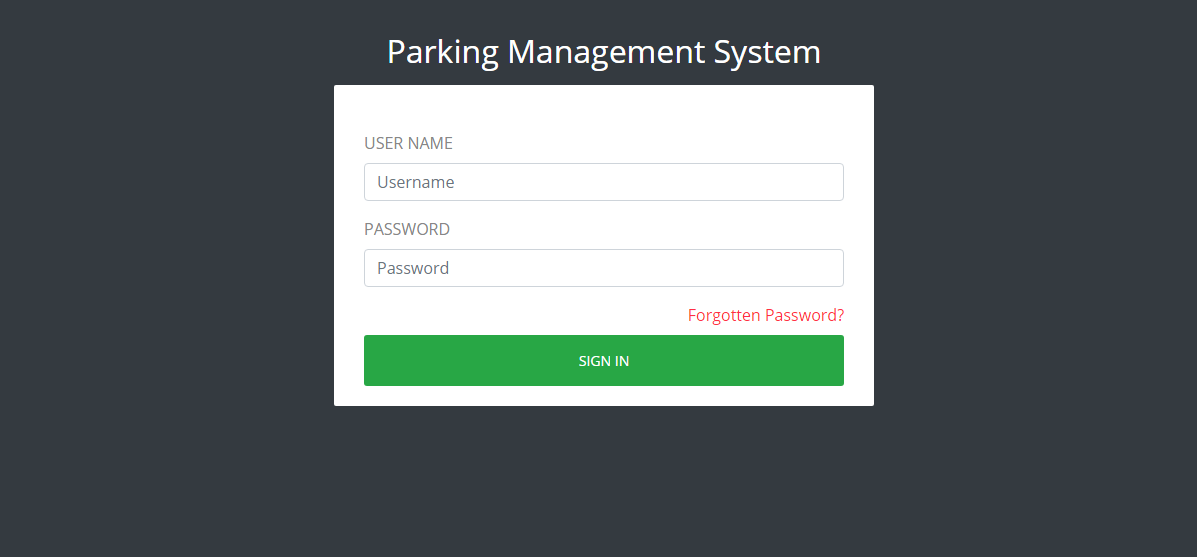 Parking Management System
USER NAME
Username
PASSWORD
Password
Forgotten Password?
SIGN IN